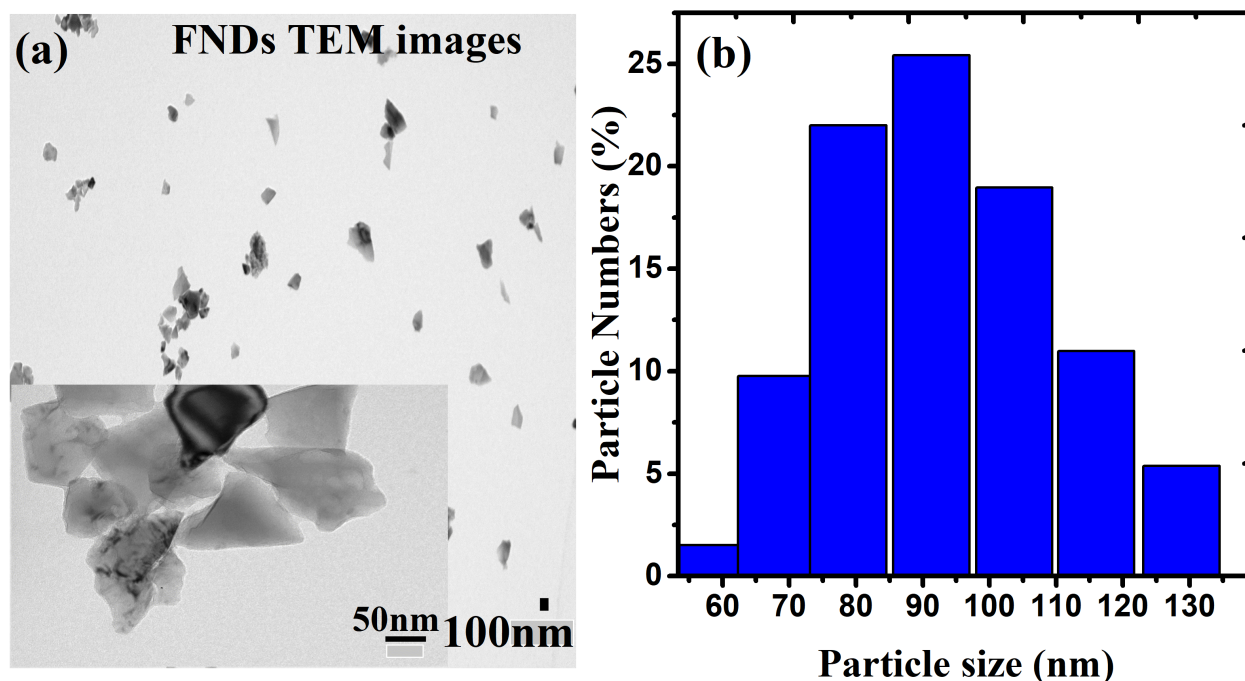 (a) FNDs TEM images
50nm
100nm
(b)
Particle Numbers (%)
25
20
15
10
5
0
60 70 80 90 100 110 120 130
Particle size (nm)